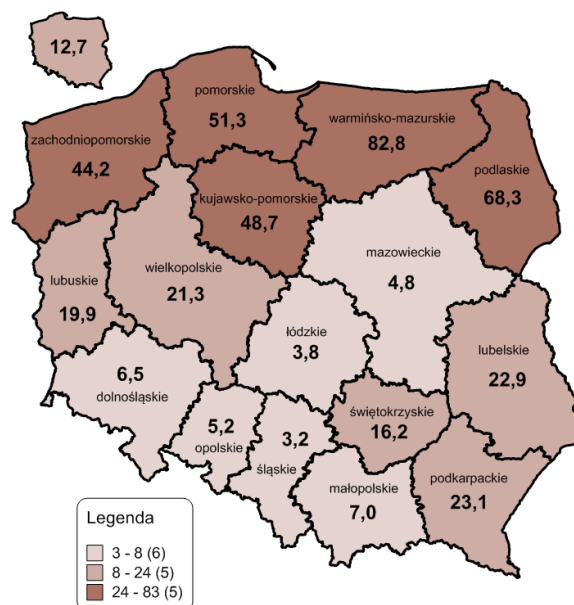 12,7
pomorskie
51,3
warmińsko-mazurskie
82,8
zachodniopomorskie
44,2
podlaskie
68,3
kujawsko-pomorskie
48,7
mazowieckie
4,8
wielkopolskie
21,3
lubuskie
19,9
łódzkie
3,8
lubelskie
22,9
6,5
dolnośląskie
5,2
opolskie
3,2
śląskie
świętokrzyskie
16,2
małopolskie
7,0
podkarpackie
23,1
Legenda
3 - 8 (6)
8 - 24 (5)
24 - 83 (5)